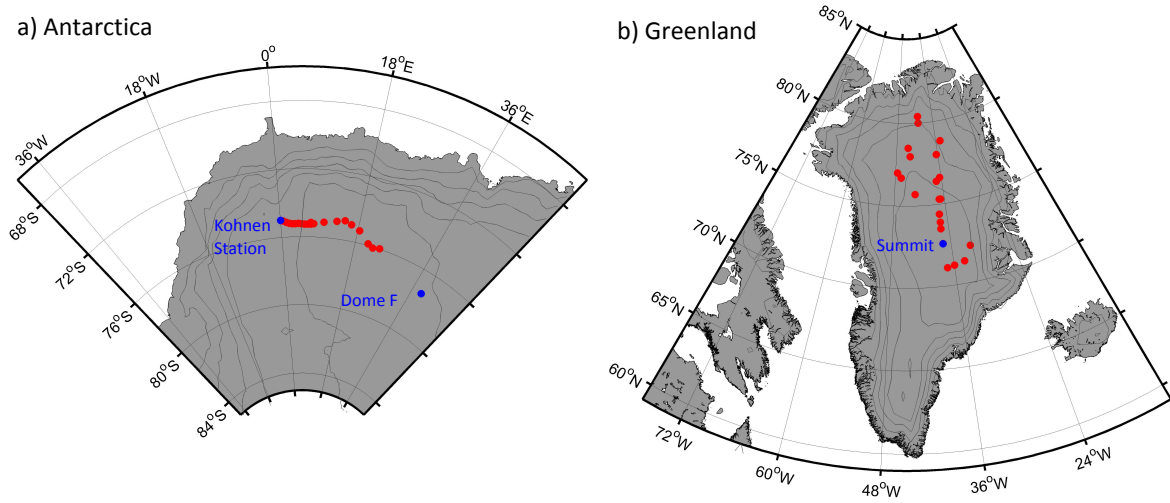 a) Antarctica
0°
18°W
18°E
36°W
36°E
68°S
72°S
76°S
80°S
84°S
Kohnen
Station
Dome F
b) Greenland
85°N
80°N
75°N
70°N
65°N
60°N
72°W
60°W
48°W
36°W
24°W
Summit